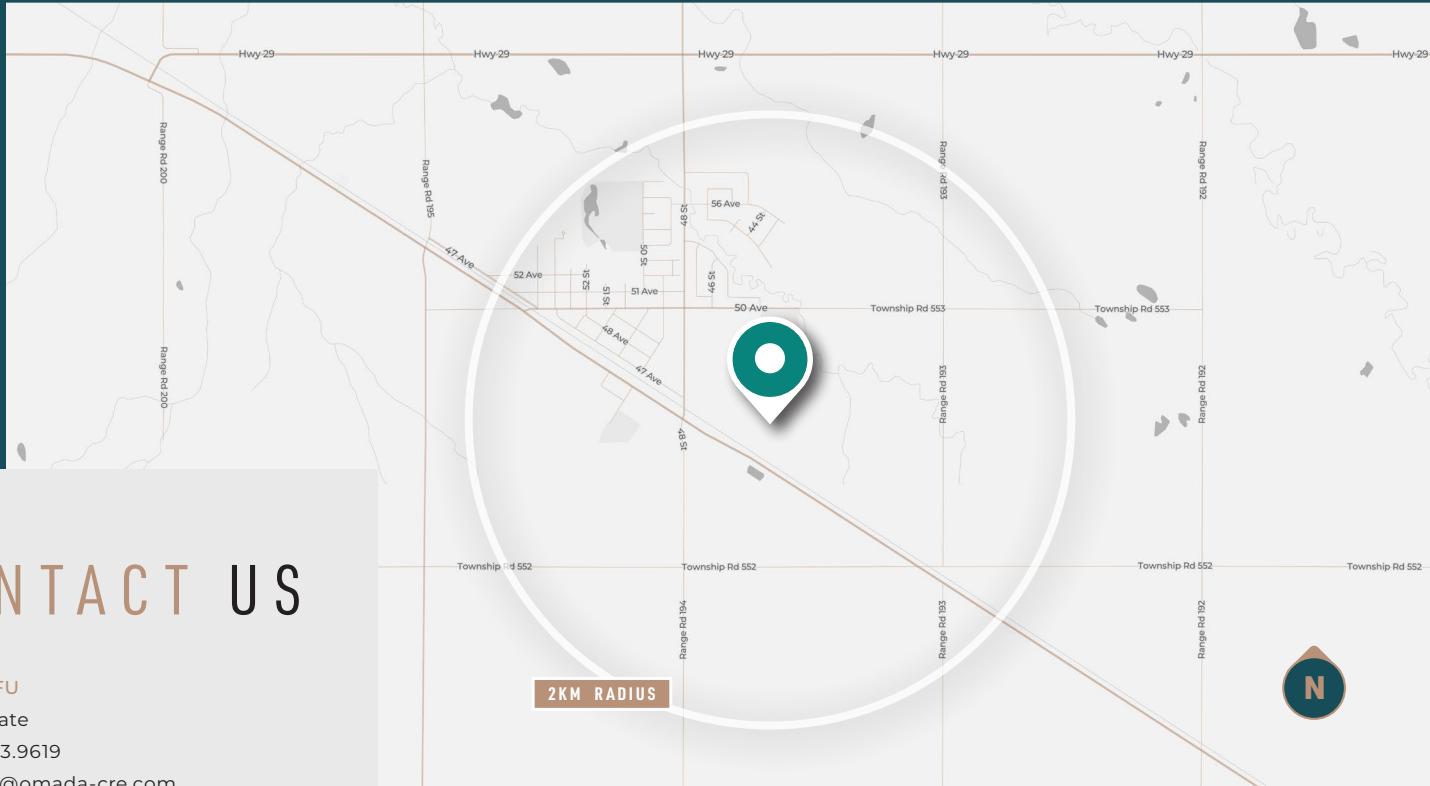 Hwy 29
Hwy 29
Hwy 29
Hwy 29
Hwy 29
Hwy 29
Range Rd 200
Range Rd 195
Range Rd 193
Range Rd 192
56 Ave
48 St
44 St
47 Ave
50 St
52 Ave
52 St
51 St
51 Ave
46 St
50 Ave
Township Rd 553
Township Rd 553
48 Ave
47 Ave
Range Rd 200
Range Rd 193
Range Rd 192
48 St
Township Rd 552
Township Rd 552
Township Rd 552
Township Rd 552
NTACT US
Range Rd 194
Range Rd 193
Range Rd 192
2KM RADIUS
N
FU
ate
3.9619
@omada-cre.com